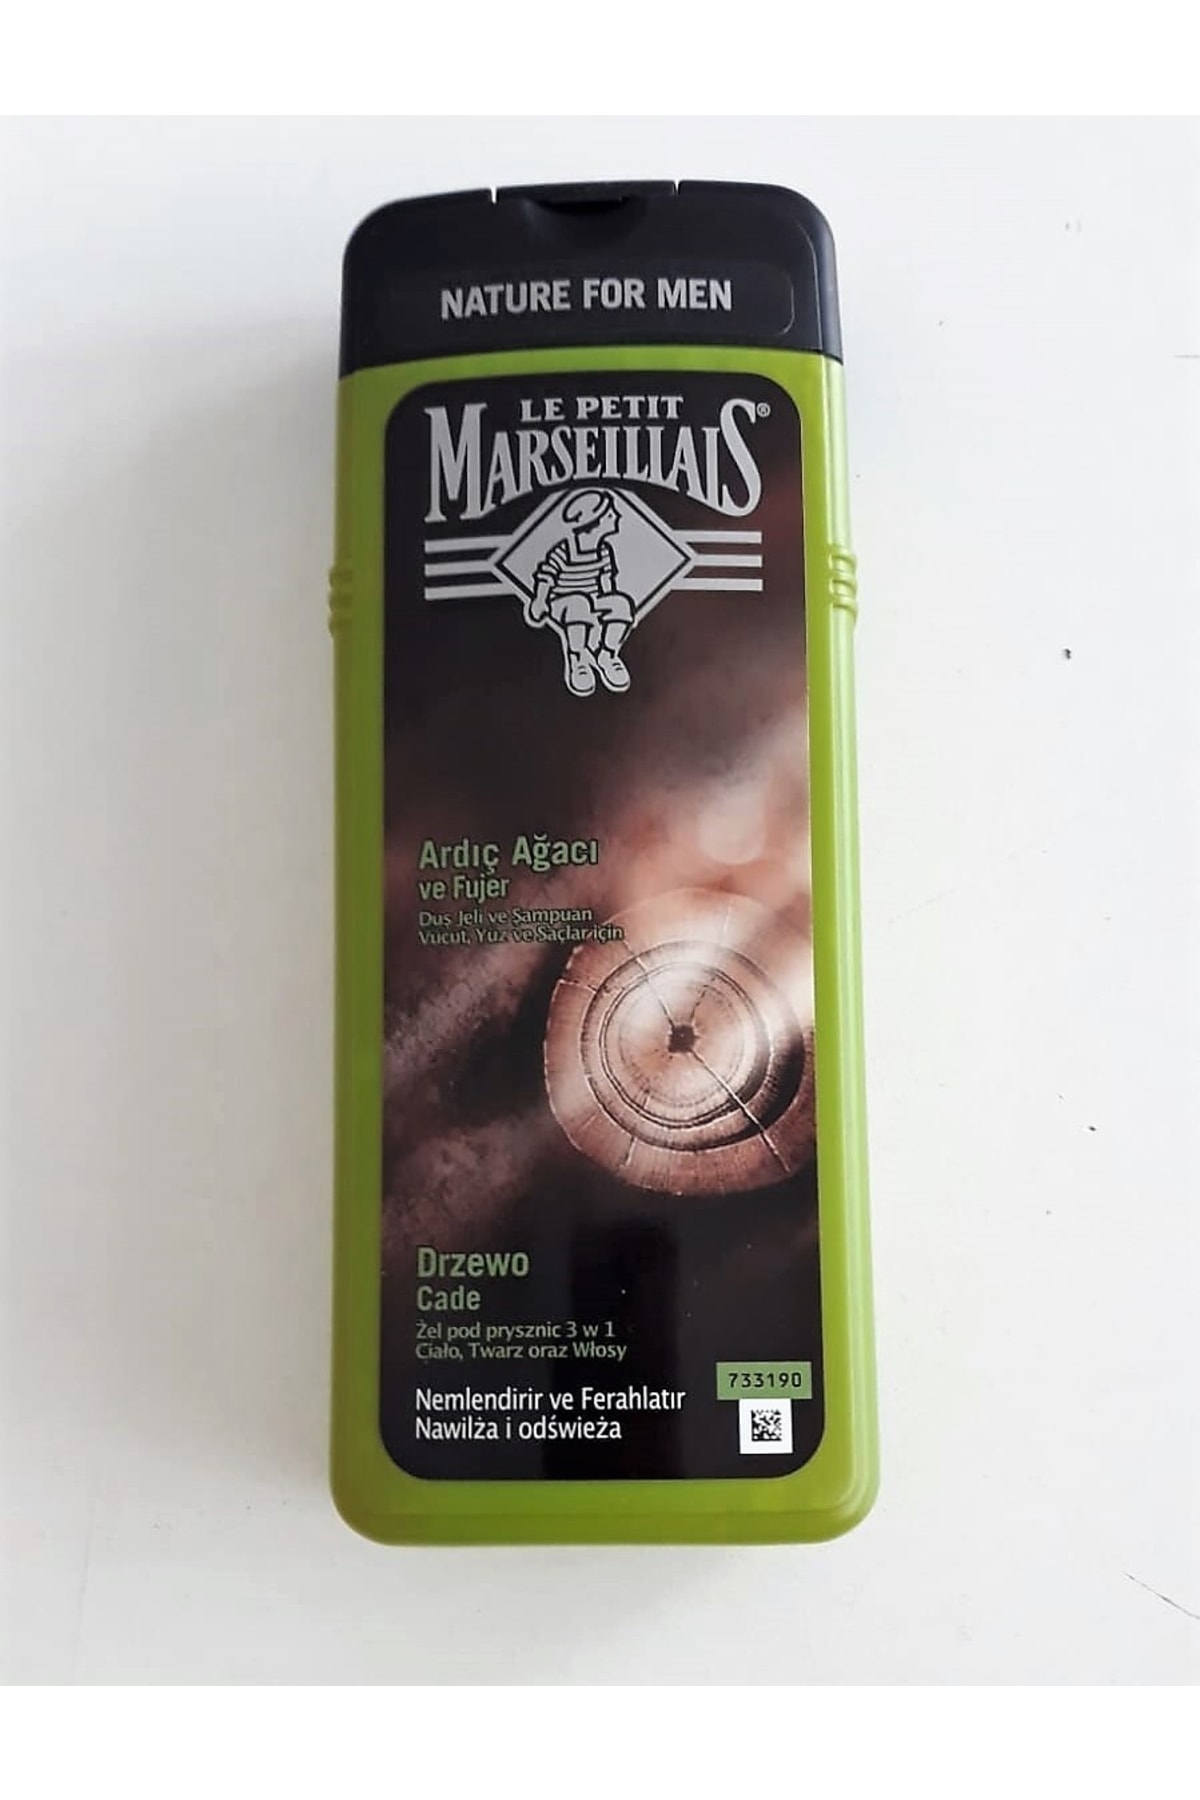 NATURE FOR MEN
LE PETIT
MARSEILLAIS®
Ardıç Ağacı
ve Fujer
Duş Jeli ve Şampuan
Vücut, Yüz ve Saçlar için
Drzewo
Cade
Żel pod prysznic 3 w 1
Ciało, Twarz oraz Włosy
733190
Nemlendirir ve Ferahlatır
Nawilża i odświeża